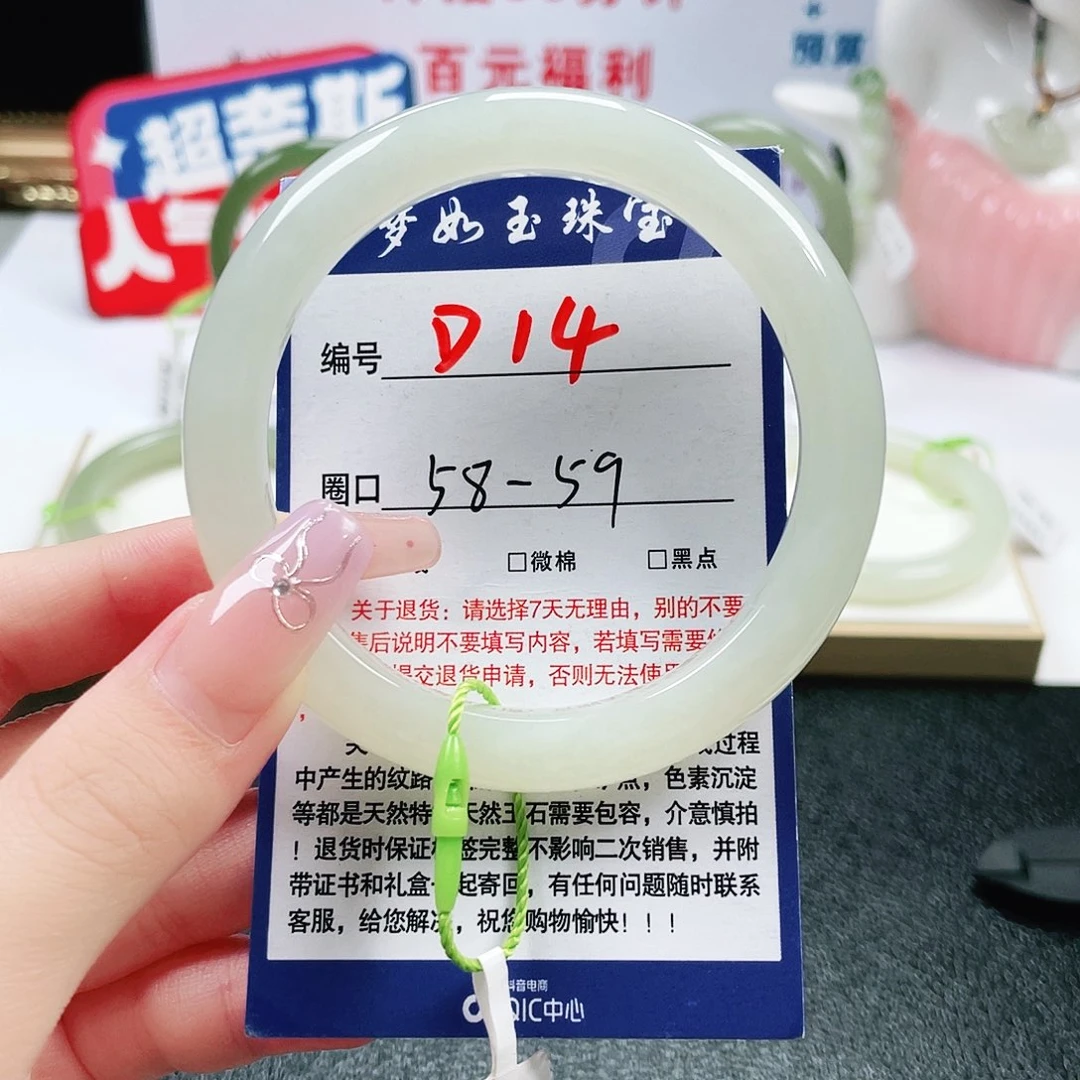 百元福利
超奈斯
人气
梦如玉珠宝
编号 D14
圈口 58-59
□微棉 □黑点
关于退货：请选择7天无理由，别的不要
售后说明不要填写内容，若填写需要
提交退货申请，否则无法使
，
过程
中产生的纹路 点，色素沉淀
等都是天然特 天然玉石需要包容，介意慎拍
！退货时保证 签完整不影响二次销售，并附
带证书和礼盒一起寄回，有任何问题随时联系
客服，给您解决，祝您购物愉快！！！
抖音电商
QIC中心